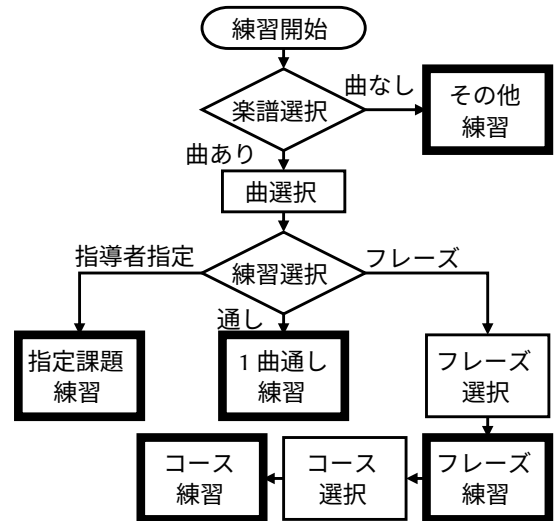 練習開始
楽譜選択
曲なし
その他
練習
曲あり
曲選択
練習選択
指導者指定
フレーズ
通し
指定課題
練習
1 曲通し
練習
フレーズ
選択
コース
練習
コース
選択
フレーズ
練習